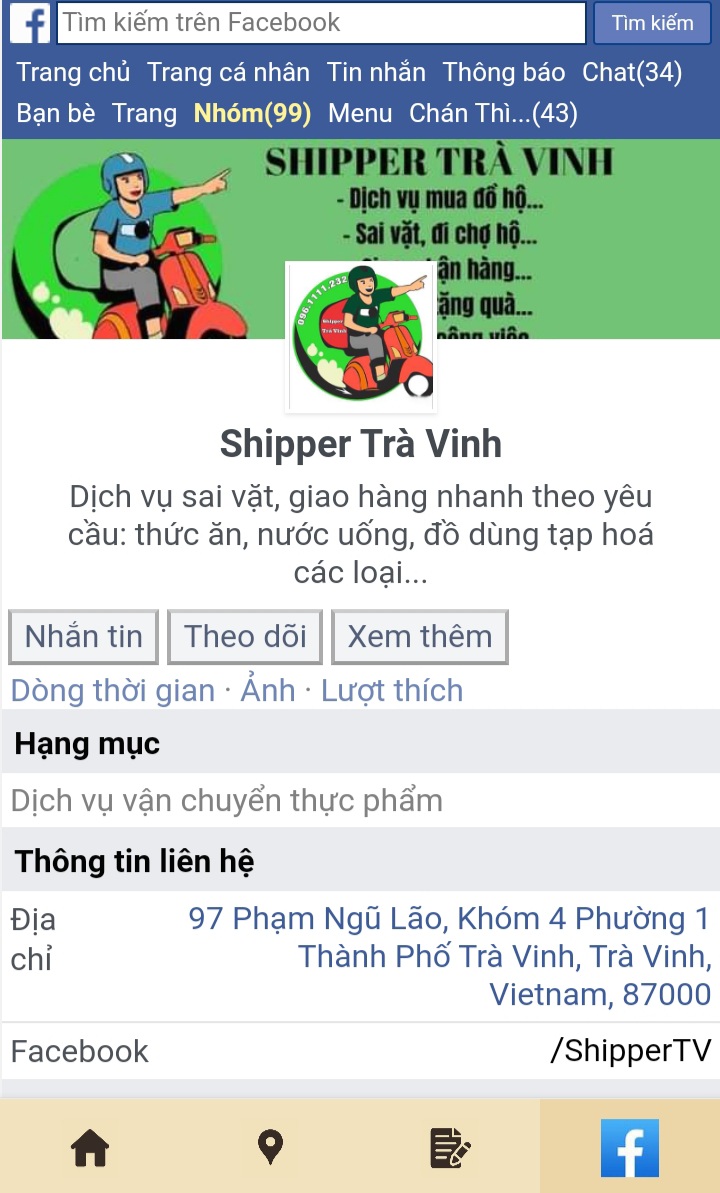 Tìm kiếm trên Facebook
Tìm kiếm
Trang chủ Trang cá nhân Tin nhắn Thông báo Chat(34)
Bạn bè Trang Nhóm(99) Menu Chán Thì...(43)
SHIPPER TRÀ VINH
- Dịch vụ mua đồ hộ...
- Sai vặt, đi chợ hộ...
hàng...
quà...
096.1111.232
Shipper
Trà Vinh
Shipper Trà Vinh
Dịch vụ sai vặt, giao hàng nhanh theo yêu
cầu: thức ăn, nước uống, đồ dùng tạp hoá
các loại...
Nhắn tin
Theo dõi
Xem thêm
Dòng thời gian · Ảnh · Lượt thích
Hạng mục
Dịch vụ vận chuyển thực phẩm
Thông tin liên hệ
Địa
chỉ
97 Phạm Ngũ Lão, Khóm 4 Phường 1
Thành Phố Trà Vinh, Trà Vinh,
Vietnam, 87000
Facebook
/ShipperTV